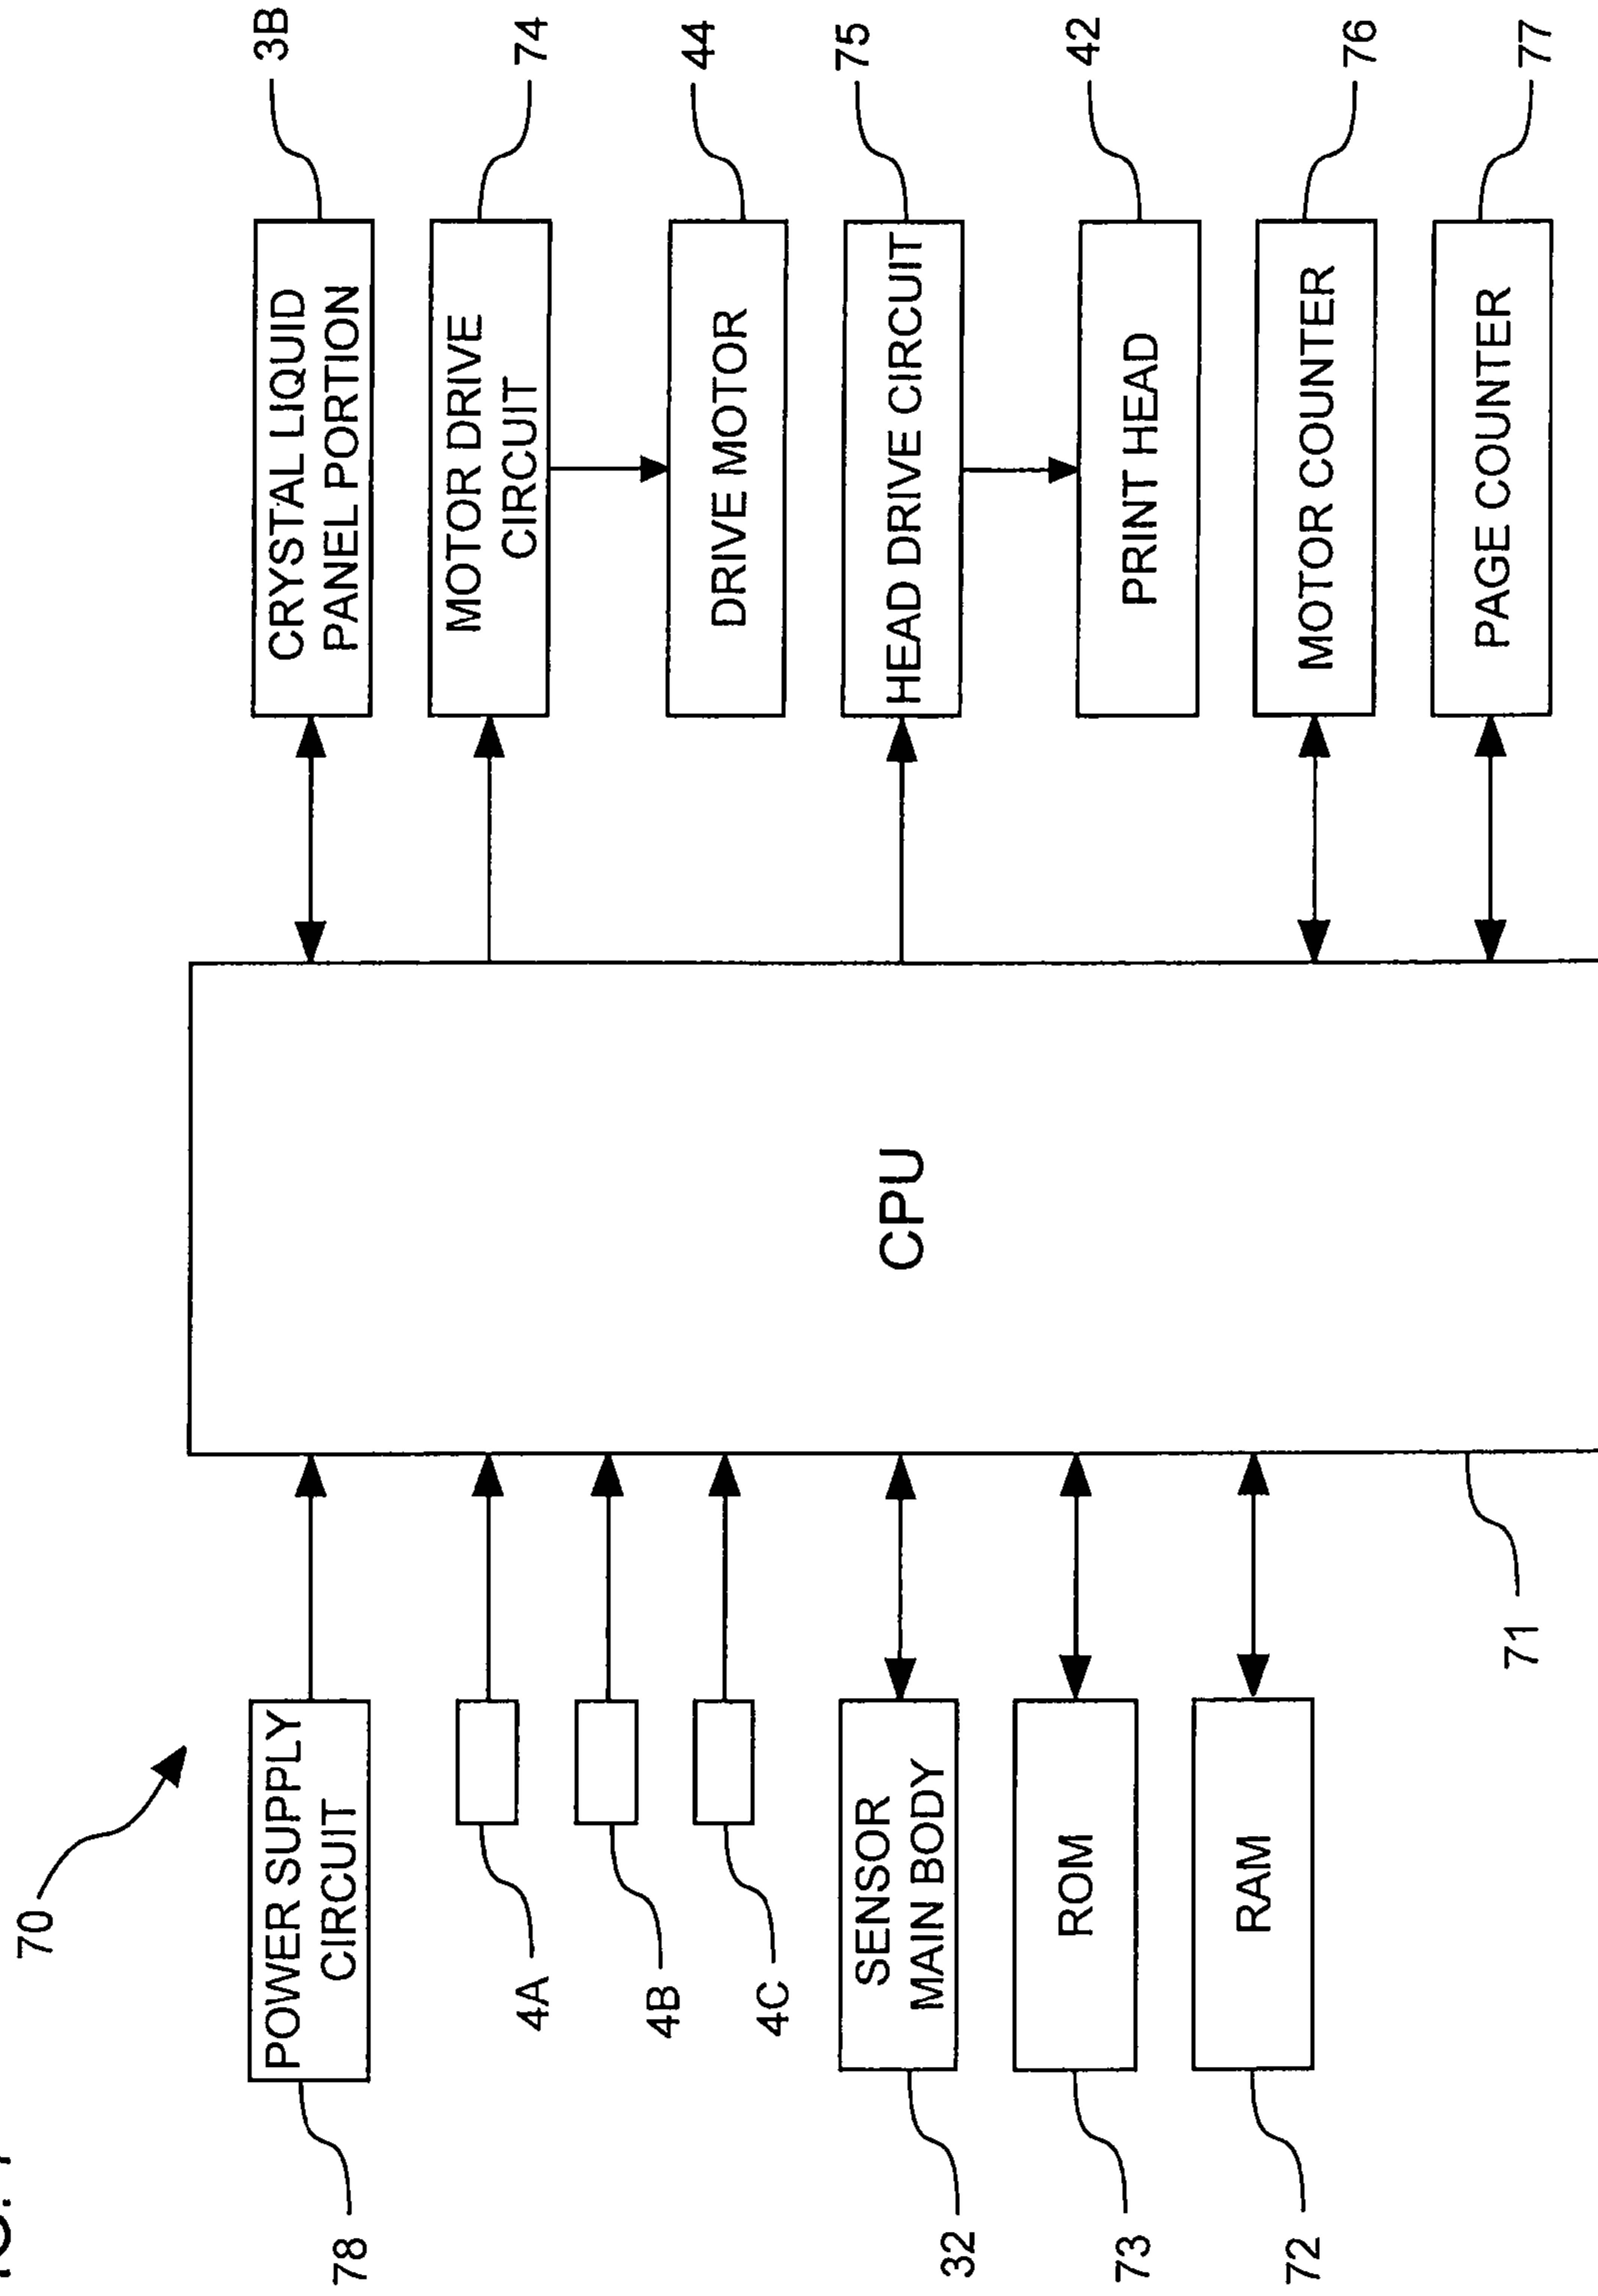 70
78
POWER SUPPLY
CIRCUIT
4A
4B
4C
32
SENSOR
MAIN BODY
73
ROM
72
RAM
CPU
71
CRYSTAL LIQUID
PANEL PORTION
3B
MOTOR DRIVE
CIRCUIT
74
DRIVE MOTOR
44
HEAD DRIVE CIRCUIT
75
PRINT HEAD
42
MOTOR COUNTER
76
PAGE COUNTER
77